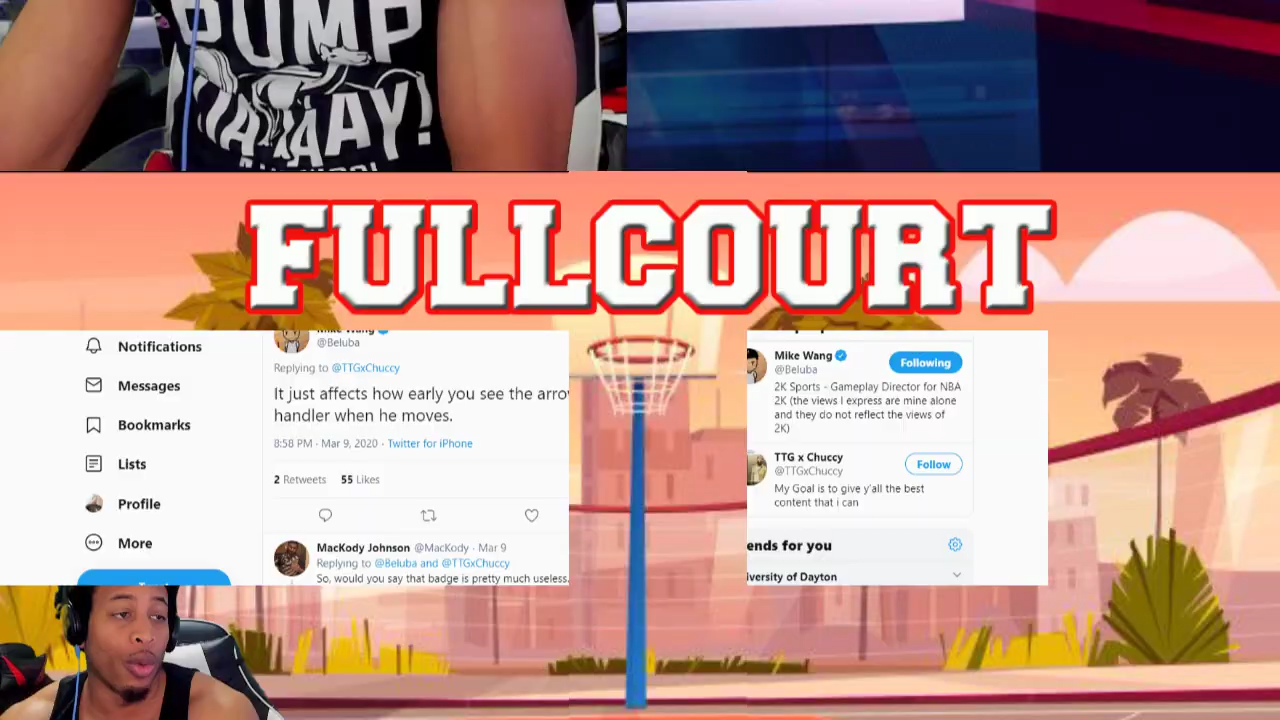 PUMP
AY!
FULLCOURT
Notifications
Messages
Bookmarks
Lists
Profile
More
Mike Wang
@Beluba
Replying to @TTGxChuccy
It just affects how early you see the
handler when he moves.
8:58 PM · Mar 9, 2020 · Twitter for iPhone
2 Retweets 55 Likes
MacKody Johnson @MacKody · Mar 9
Replying to @Beluba and @TTGxChuccy
So, would you say that badge is pretty much useless.
Mike Wang
@Beluba
Following
2K Sports - Gameplay Director for NBA
2K (the views I express are mine alone
and they do not reflect the views of
2K)
TTG x Chuccy
@TTGxChuccy
Follow
My Goal is to give y'all the best
content that i can
ends for you
iversity of Dayton